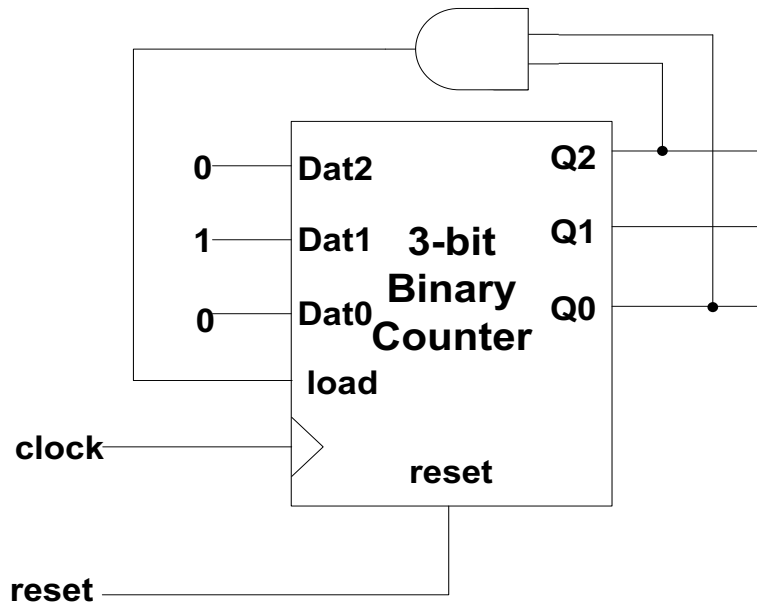 0
Dat2
Q2
1
Dat1
3-bit
Q1
Binary
0
Dat0
Counter
Q0
load
clock
reset
reset